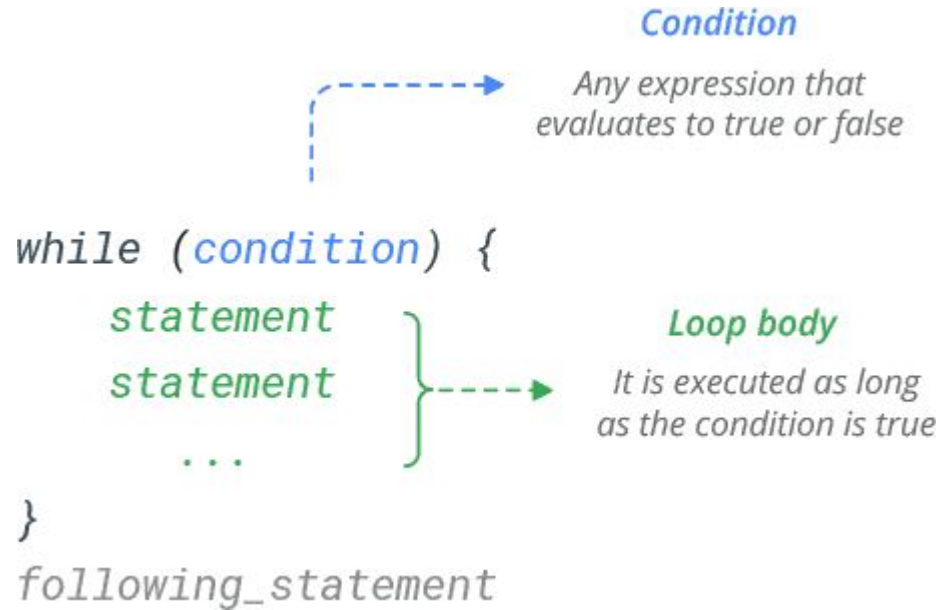 Condition
Any expression that
evaluates to true or false
while (condition) {
statement
statement
...
Loop body
It is executed as long
as the condition is true
}
following_statement